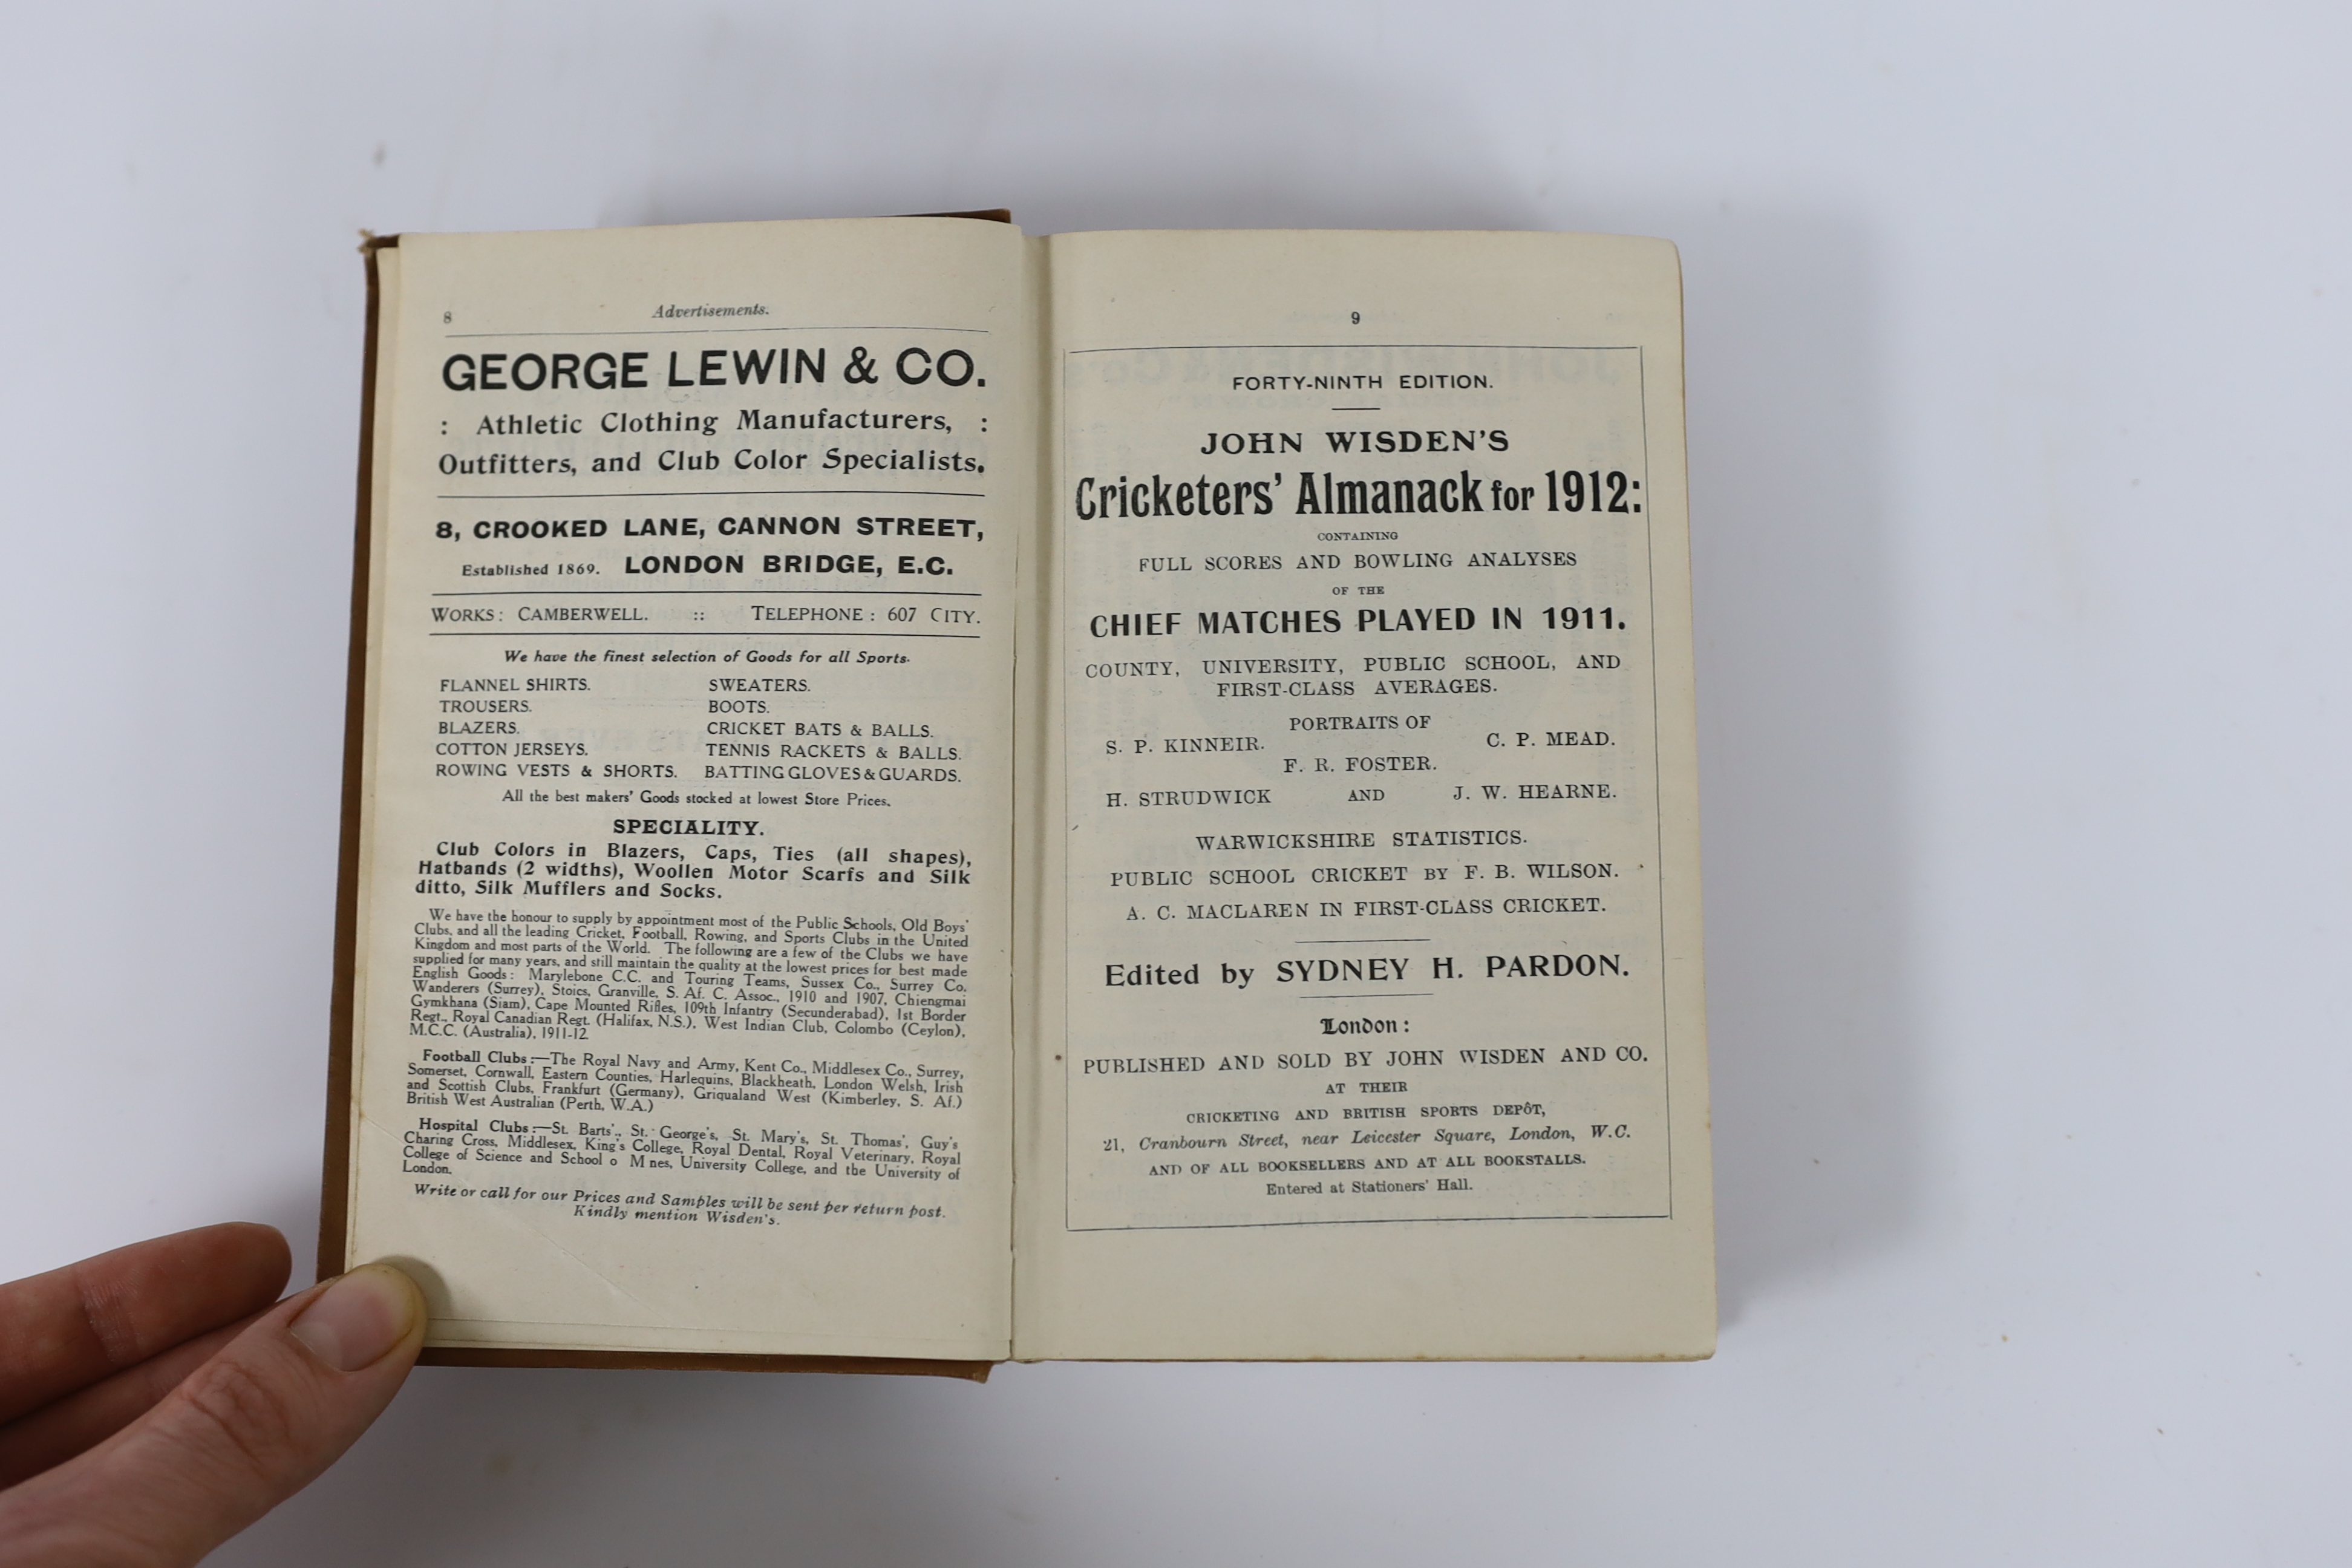 8
Advertisements.
GEORGE LEWIN & CO.
: Athletic Clothing Manufacturers, :
Outfitters, and Club Color Specialists.
8, CROOKED LANE, CANNON STREET,
Established 1869. LONDON BRIDGE, E.C.
WORKS: CAMBERWELL. :: TELEPHONE: 607 CITY.
We have the finest selection of Goods for all Sports.
FLANNEL SHIRTS. SWEATERS.
TROUSERS. BOOTS.
BLAZERS. CRICKET BATS & BALLS.
COTTON JERSEYS. TENNIS RACKETS & BALLS.
ROWING VESTS & SHORTS. BATTING GLOVES & GUARDS.
All the best makers' Goods stocked at lowest Store Prices.
SPECIALITY.
Club Colors in Blazers, Caps, Ties (all shapes),
Hatbands (2 widths), Woollen Motor Scarfs and Silk
ditto, Silk Mufflers and Socks.
We have the honour to supply by appointment most of the Public Schools, Old Boys'
Clubs, and all the leading Cricket, Football, Rowing, and Sports Clubs in the United
Kingdom and most parts of the World. The following are a few of the Clubs we have
supplied for many years, and still maintain the quality at the lowest prices for best made
English Goods: Marylebone C.C. and Touring Teams, Sussex Co., Surrey Co.
Wanderers (Surrey), Stoics, Granville, S. Af. C. Assoc., 1910 and 1907, Chiengmai
Gymkhana (Siam), Cape Mounted Rifles, 109th Infantry (Secunderabad), 1st Border
Regt., Royal Canadian Regt. (Halifax, N.S.), West Indian Club, Colombo (Ceylon),
M.C.C. (Australia), 1911-12.
Football Clubs:—The Royal Navy and Army, Kent Co., Middlesex Co., Surrey,
Somerset, Cornwall, Eastern Counties, Harlequins, Blackheath, London Welsh, Irish
and Scottish Clubs, Frankfurt (Germany), Griqualand West (Kimberley, S. Af.)
British West Australian (Perth, W.A.)
Hospital Clubs:—St. Barts', St. George's, St. Mary's, St. Thomas', Guy's
Charing Cross, Middlesex, King's College, Royal Dental, Royal Veterinary, Royal
College of Science and School o M nes, University College, and the University of
London.
Write or call for our Prices and Samples will be sent per return post.
Kindly mention Wisden's.
9
FORTY-NINTH EDITION.
JOHN WISDEN'S
Cricketers' Almanack for 1912:
CONTAINING
FULL SCORES AND BOWLING ANALYSES
OF THE
CHIEF MATCHES PLAYED IN 1911.
COUNTY, UNIVERSITY, PUBLIC SCHOOL, AND
FIRST-CLASS AVERAGES.
PORTRAITS OF
S. P. KINNEIR. C. P. MEAD.
F. R. FOSTER.
H. STRUDWICK AND J. W. HEARNE.
WARWICKSHIRE STATISTICS.
PUBLIC SCHOOL CRICKET BY F. B. WILSON.
A. C. MACLAREN IN FIRST-CLASS CRICKET.
Edited by SYDNEY H. PARDON.
London:
PUBLISHED AND SOLD BY JOHN WISDEN AND CO.
AT THEIR
CRICKETING AND BRITISH SPORTS DEPÔT,
21, Cranbourn Street, near Leicester Square, London, W.C.
AND OF ALL BOOKSELLERS AND AT ALL BOOKSTALLS.
Entered at Stationers' Hall.